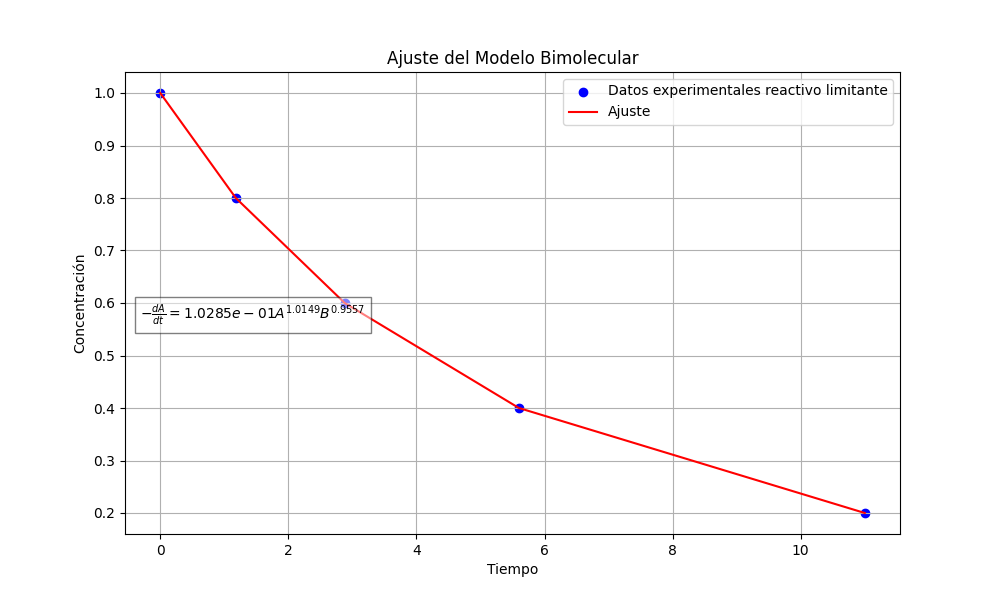 Ajuste del Modelo Bimolecular
Datos experimentales reactivo limitante
Ajuste
1.0
0.9
0.8
0.7
0.6
0.5
0.4
0.3
0.2
Concentración
-dA/dt = 1.0285e − 01A^1.0149 B^0.9557
0 2 4 6 8 10
Tiempo